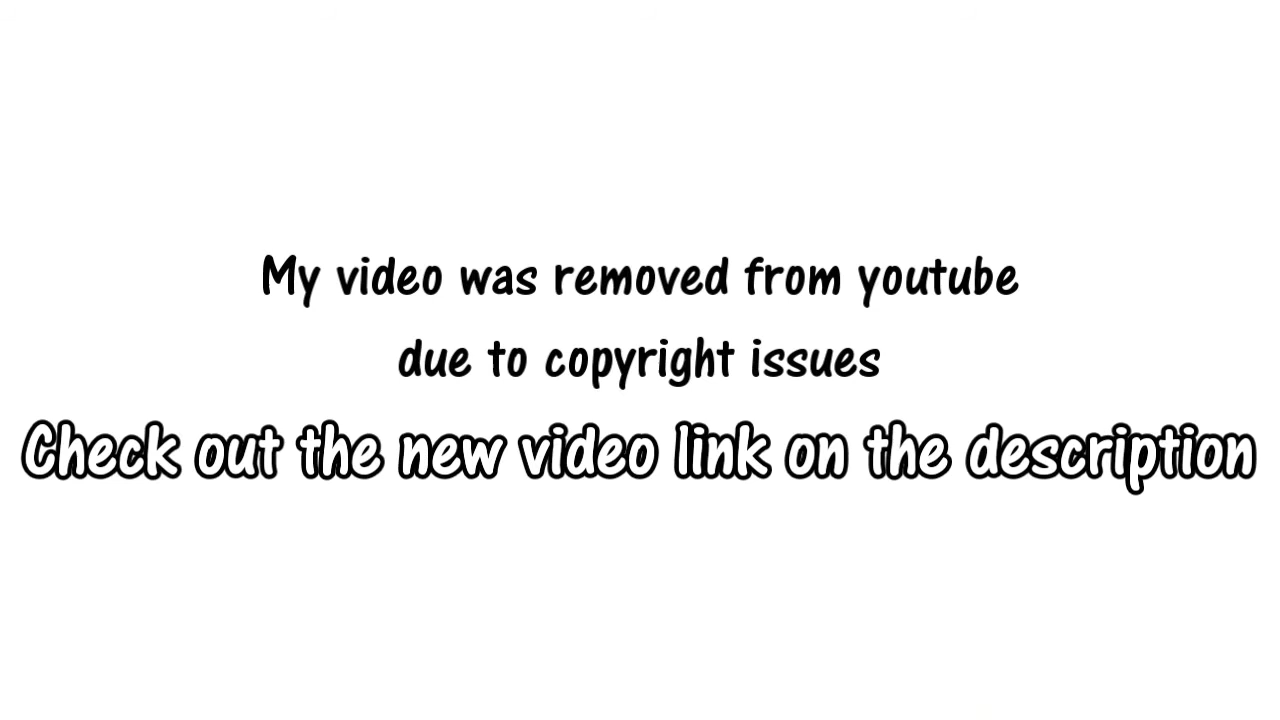 My video was removed from youtube
due to copyright issues
Check out the new video link on the description